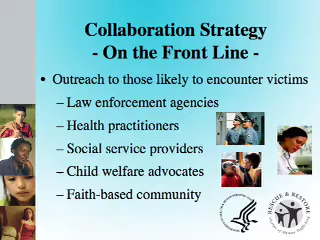 Collaboration Strategy
- On the Front Line -
• Outreach to those likely to encounter victims
– Law enforcement agencies
– Health practitioners
– Social service providers
– Child welfare advocates
– Faith-based community
RESCUE & RESTORE